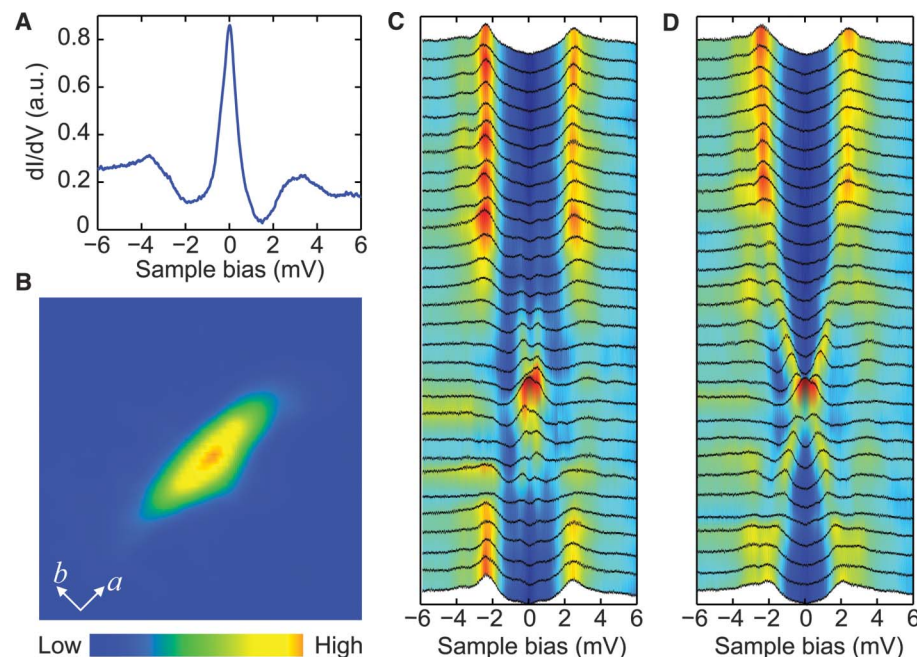 A
0.8
0.6
0.4
0.2
0
dI/dV (a.u.)
−6 −4 −2 0 2 4 6
Sample bias (mV)
B
b
a
Low
High
C
−6 −4 −2 0 2 4 6
Sample bias (mV)
D
−6 −4 −2 0 2 4 6
Sample bias (mV)